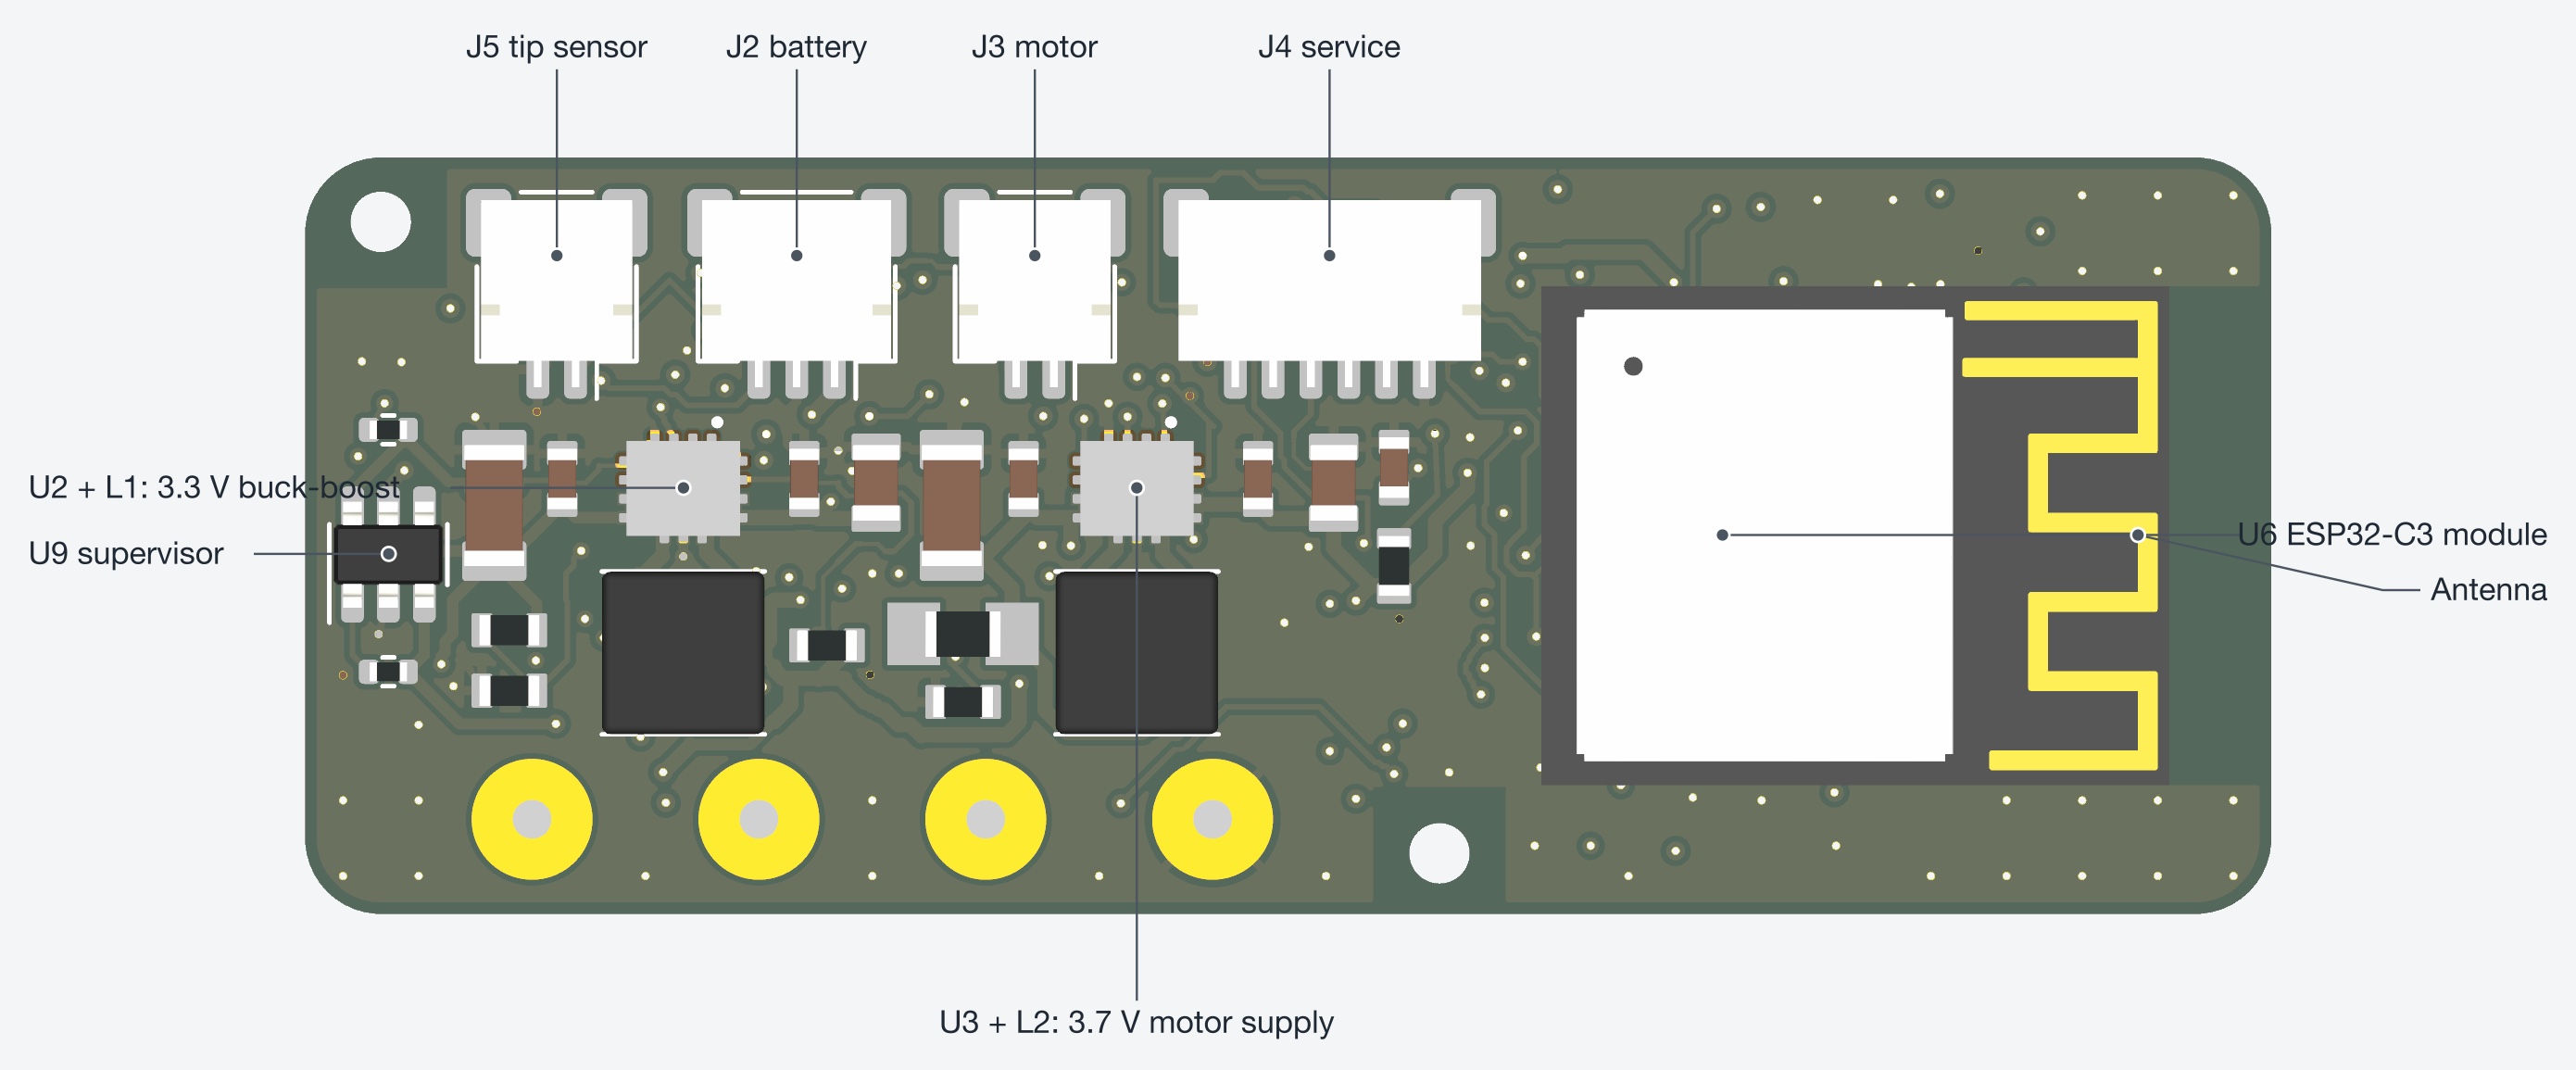 J5 tip sensor
J2 battery
J3 motor
J4 service
U2 + L1: 3.3 V buck-boost
U9 supervisor
U6 ESP32-C3 module
Antenna
U3 + L2: 3.7 V motor supply